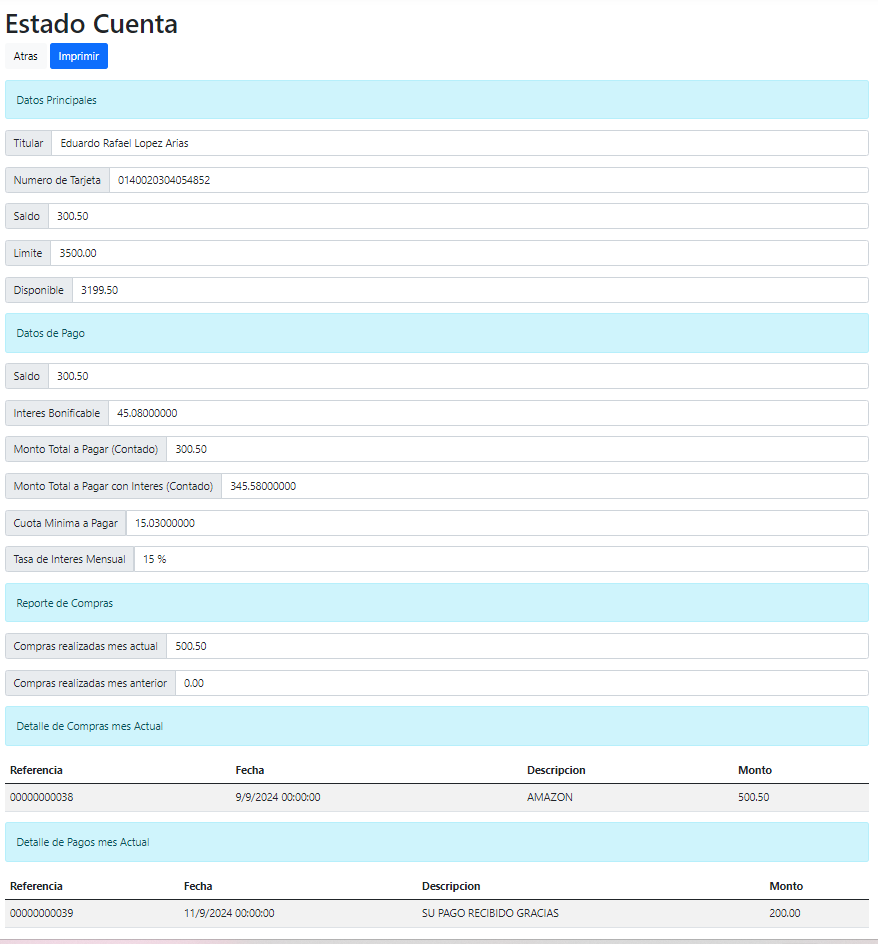 Estado Cuenta
Atras Imprimir
Datos Principales
Titular Eduardo Rafael Lopez Arias
Numero de Tarjeta 0140020304054852
Saldo 300.50
Limite 3500.00
Disponible 3199.50
Datos de Pago
Saldo 300.50
Interes Bonificable 45.08000000
Monto Total a Pagar (Contado) 300.50
Monto Total a Pagar con Interes (Contado) 345.58000000
Cuota Minima a Pagar 15.03000000
Tasa de Interes Mensual 15 %
Reporte de Compras
Compras realizadas mes actual 500.50
Compras realizadas mes anterior 0.00
Detalle de Compras mes Actual
Referencia Fecha Descripcion Monto
00000000038 9/9/2024 00:00:00 AMAZON 500.50
Detalle de Pagos mes Actual
Referencia Fecha Descripcion Monto
00000000039 11/9/2024 00:00:00 SU PAGO RECIBIDO GRACIAS 200.00